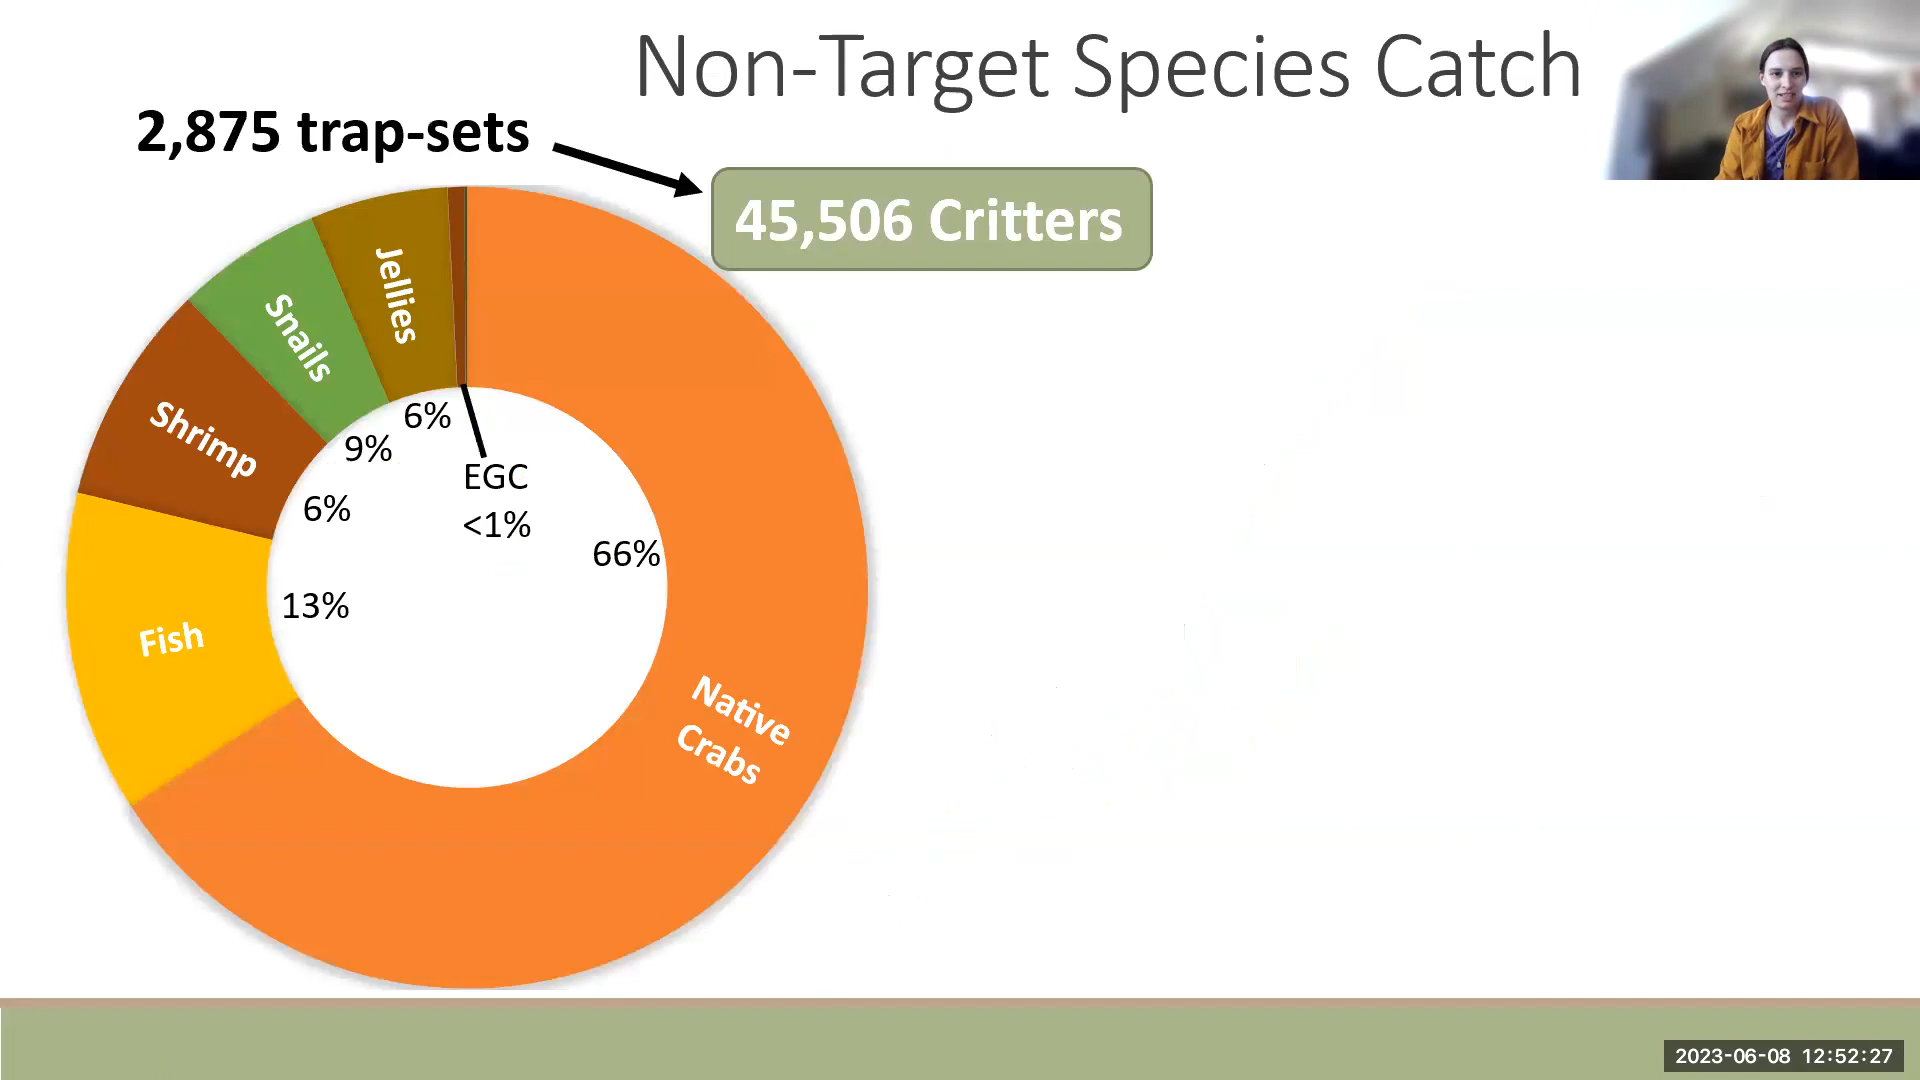 Non-Target Species Catch
2,875 trap-sets
45,506 Critters
Jellies
Snails
Shrimp
Fish
Native
Crabs
6%
9%
6%
13%
EGC
<1%
66%
2023-06-08 12:52:27